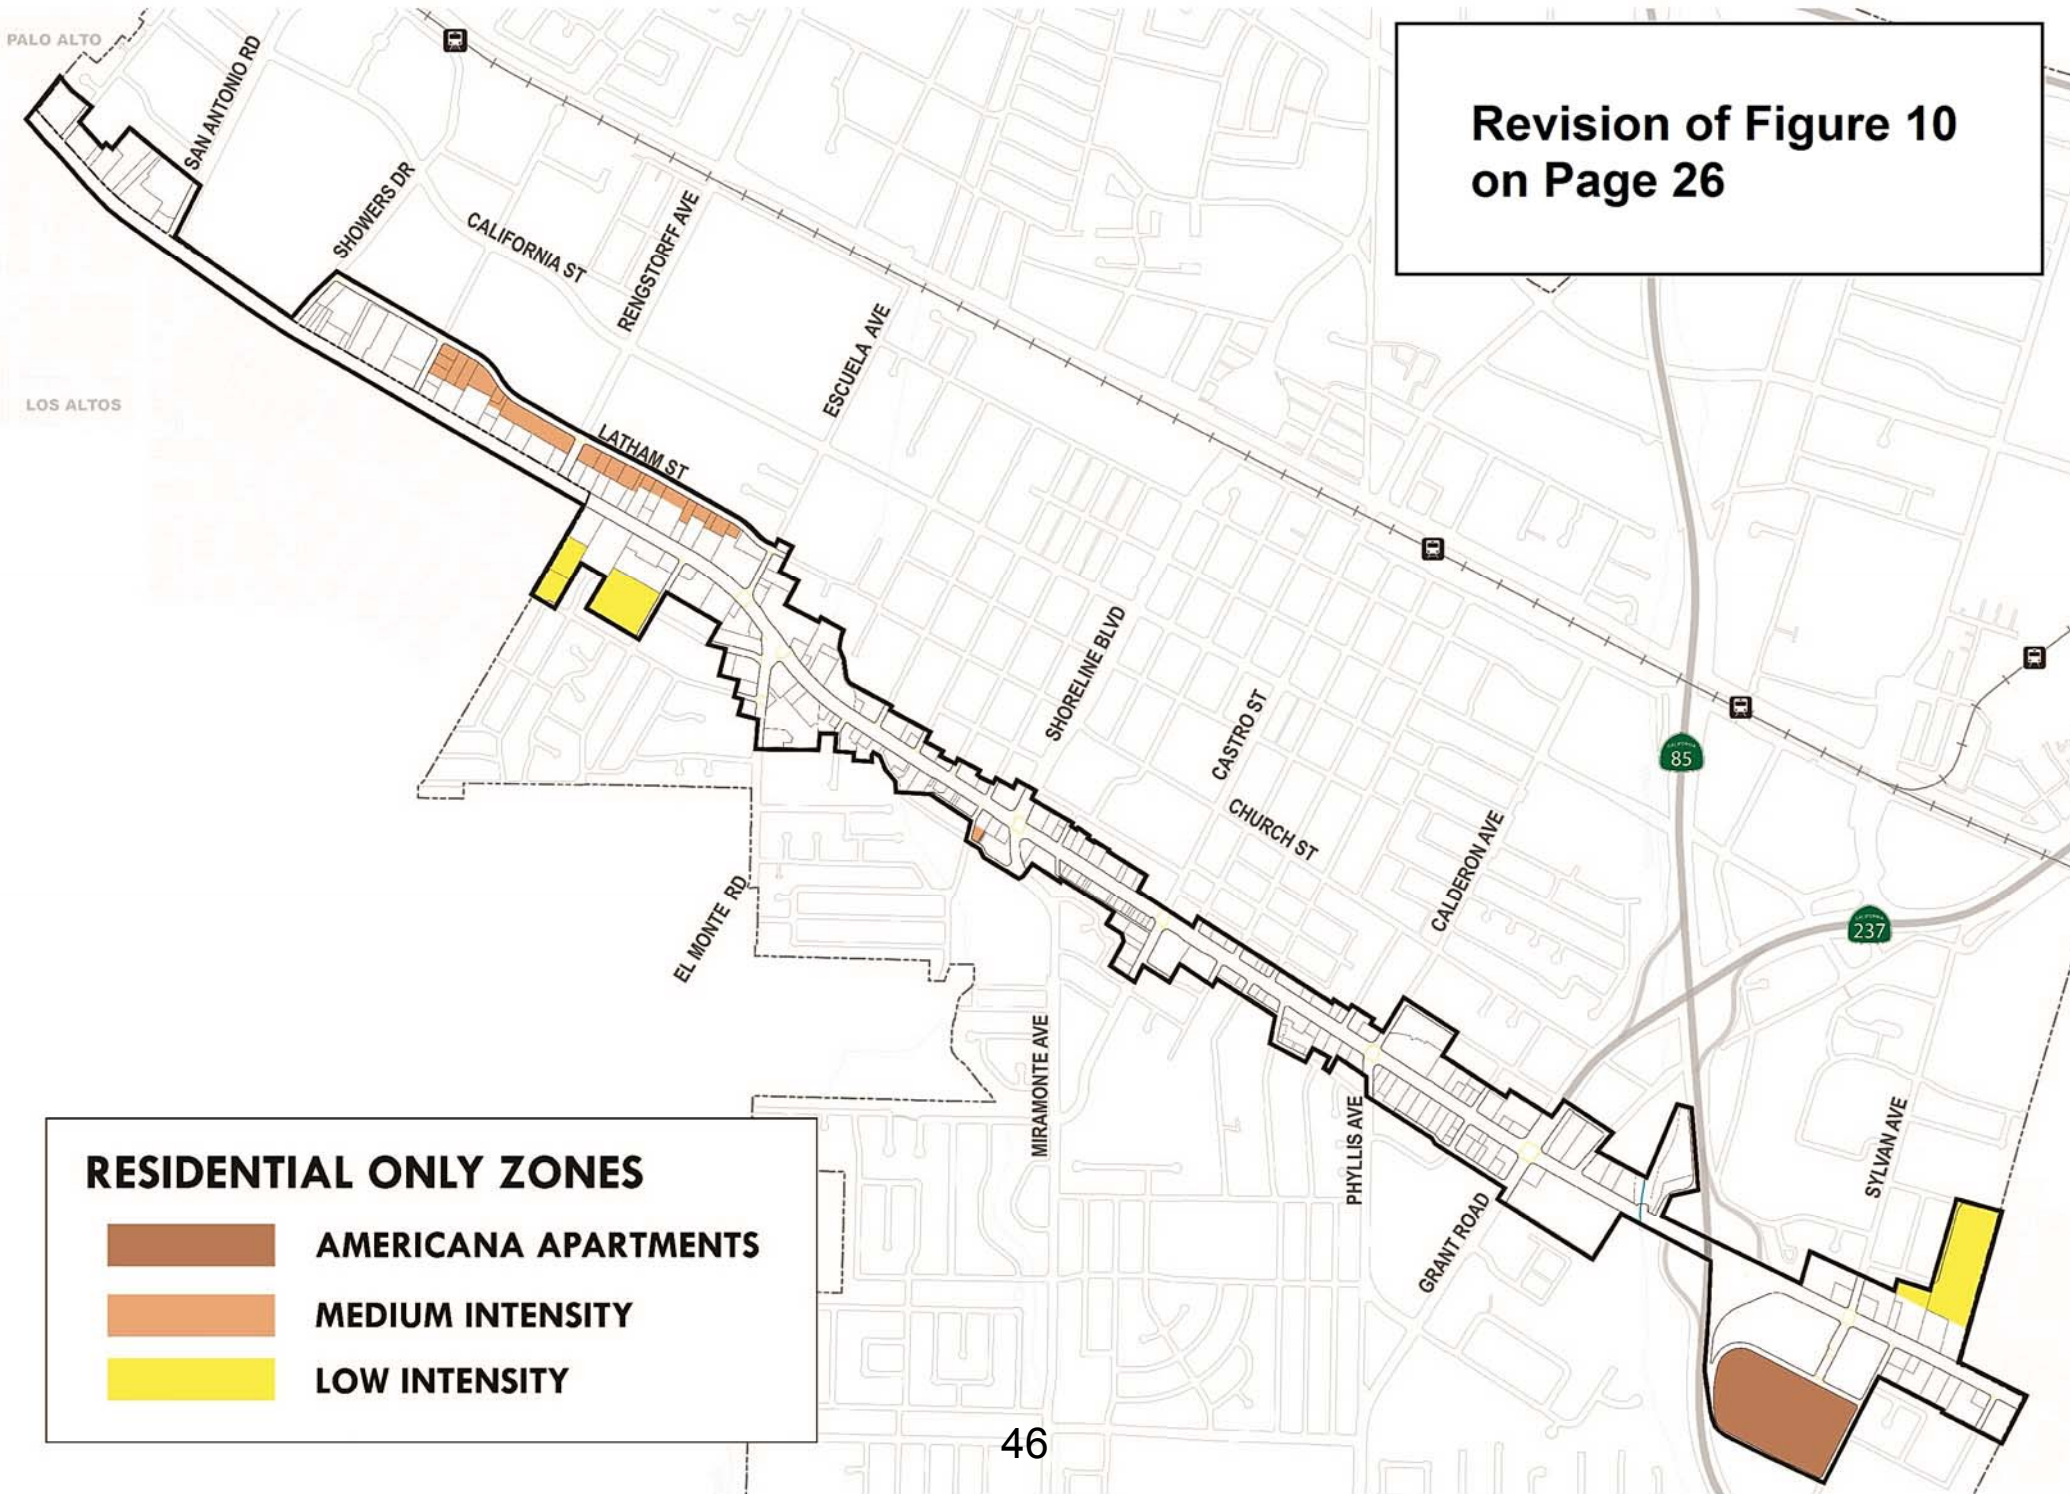 PALO ALTO
SAN ANTONIO RD
Revision of Figure 10
on Page 26
SHOWERS DR
CALIFORNIA ST
RENGSTORFF AVE
ESCUELA AVE
LOS ALTOS
LATHAM ST
SHORELINE BLVD
CASTRO ST
CALIFORNIA
85
CHURCH ST
CALDERON AVE
EL MONTE RD
CALIFORNIA
237
MIRAMONTE AVE
PHYLLIS AVE
SYLVAN AVE
GRANT ROAD
RESIDENTIAL ONLY ZONES
AMERICANA APARTMENTS
MEDIUM INTENSITY
LOW INTENSITY
46